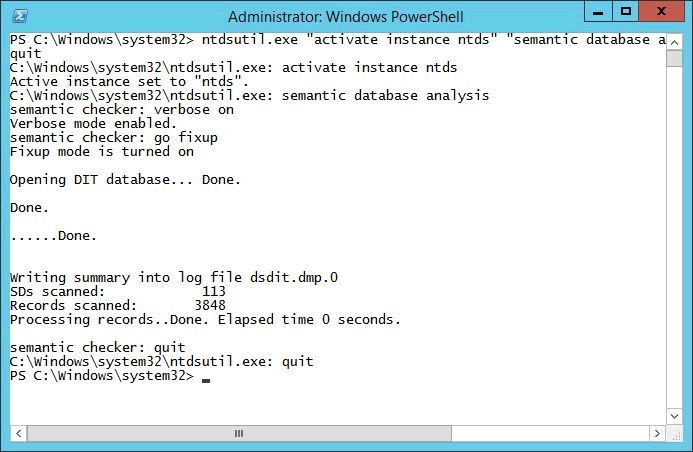 Administrator: Windows PowerShell
PS C:\Windows\system32> ntdsutil.exe "activate instance ntds" "semantic database a
quit
C:\Windows\system32\ntdsutil.exe: activate instance ntds
Active instance set to "ntds".
C:\Windows\system32\ntdsutil.exe: semantic database analysis
semantic checker: verbose on
Verbose mode enabled.
semantic checker: go fixup
Fixup mode is turned on
Opening DIT database... Done.
Done.
......Done.
Writing summary into log file dsdit.dmp.0
SDs scanned:            113
Records scanned:       3848
Processing records..Done. Elapsed time 0 seconds.
semantic checker: quit
C:\Windows\system32\ntdsutil.exe: quit
PS C:\Windows\system32>